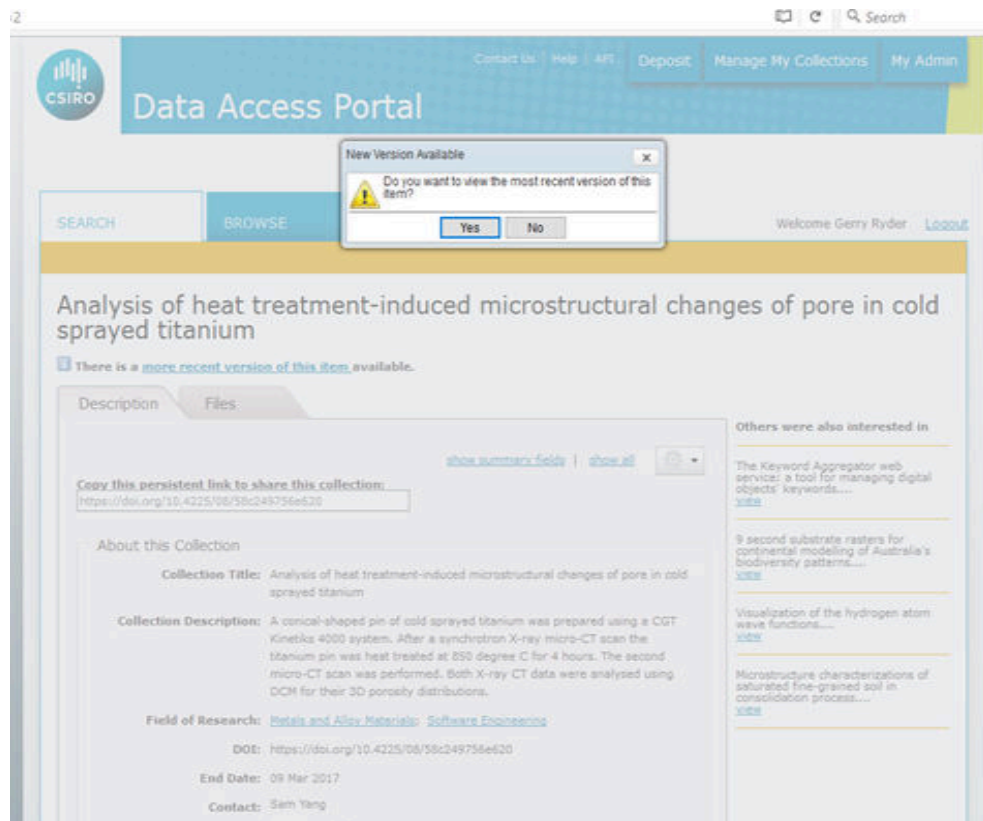 02
Search
CSIRO
Contact Us | Help | API
Deposit
Manage My Collections
My Admin
Data Access Portal
New Version Available
Do you want to view the most recent version of this
item?
Yes
No
SEARCH
BROWSE
Welcome Gerry Ryder
Logout
Analysis of heat treatment-induced microstructural changes of pore in cold
sprayed titanium
There is a more recent version of this item available.
Description
Files
show summary fields | show all
Copy this persistent link to share this collection:
https://doi.org/10.4225/08/58c249756e620
About this Collection
Collection Title: Analysis of heat treatment-induced microstructural changes of pore in cold
sprayed titanium
Collection Description: A conical-shaped pin of cold sprayed titanium was prepared using a CGT
Kinetiks 4000 system. After a synchrotron X-ray micro-CT scan the
titanium pin was heat treated at 850 degree C for 4 hours. The second
micro-CT scan was performed. Both X-ray CT data were analysed using
DCM for their 3D porosity distributions.
Field of Research: Metals and Alloy Materials; Software Engineering
DOI: https://doi.org/10.4225/08/58c249756e620
End Date: 09 Mar 2017
Contact: Sam Yang
Others were also interested in
The Keyword Aggregator web
service: a tool for managing digital
objects' keywords....
view
9 second substrate rasters for
continental modelling of Australia's
biodiversity patterns....
view
Visualization of the hydrogen atom
wave functions....
view
Microstructure characterizations of
saturated fine-grained soil in
consolidation process....
view